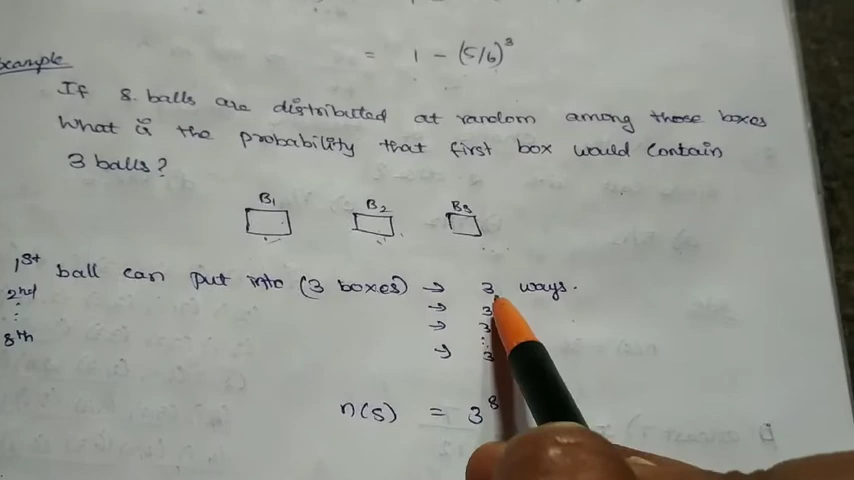 = 1 - (5/6)³
Example
If 8 balls are distributed at random among those boxes
What is the probability that first box would contain
3 balls?
B₁ B₂ B₃
1st ball can put into (3 boxes) → 3 ways.
2nd → 3
: → 3
:
8th → 3
n(s) = 3⁸